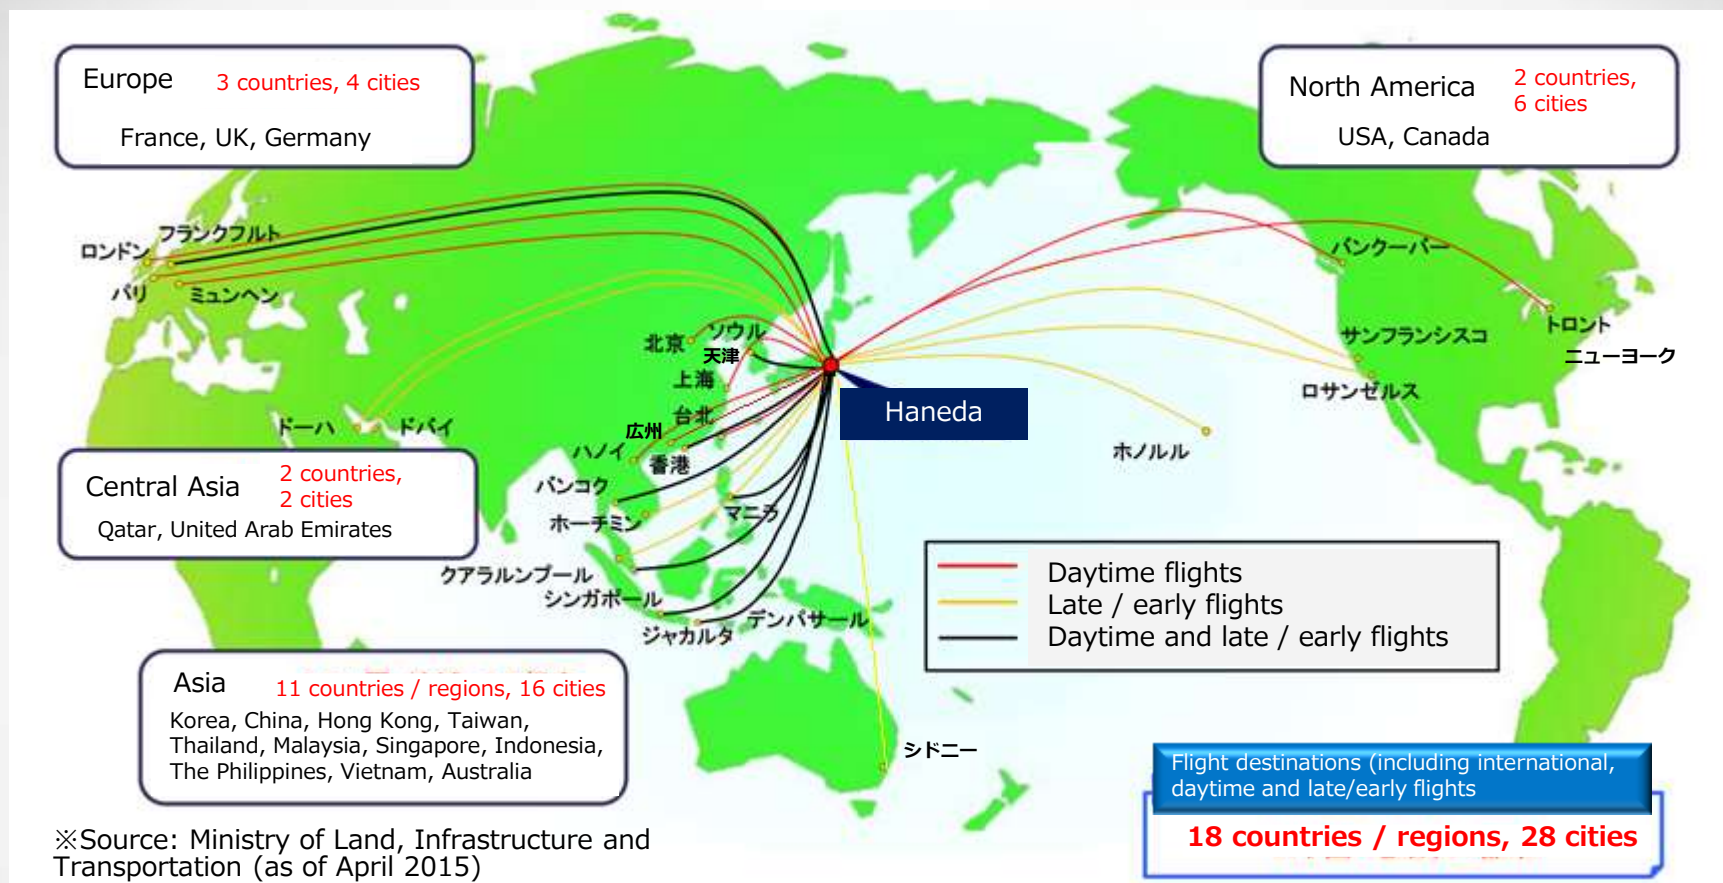 Europe 3 countries, 4 cities
France, UK, Germany
North America 2 countries,
6 cities
USA, Canada
フランクフルト
ロンドン
パリ
ミュンヘン
バンクーバー
サンフランシスコ
トロント
ニューヨーク
ロサンゼルス
ホノルル
北京
ソウル
天津
上海
台北
広州
ハノイ
香港
バンコク
ホーチミン
マニラ
クアラルンプール
シンガポール
ジャカルタ
デンパサール
シドニー
ドーハ
ドバイ
Haneda
Central Asia 2 countries,
2 cities
Qatar, United Arab Emirates
Daytime flights
Late / early flights
Daytime and late / early flights
Asia 11 countries / regions, 16 cities
Korea, China, Hong Kong, Taiwan,
Thailand, Malaysia, Singapore, Indonesia,
The Philippines, Vietnam, Australia
Flight destinations (including international,
daytime and late/early flights
18 countries / regions, 28 cities
※Source: Ministry of Land, Infrastructure and
Transportation (as of April 2015)